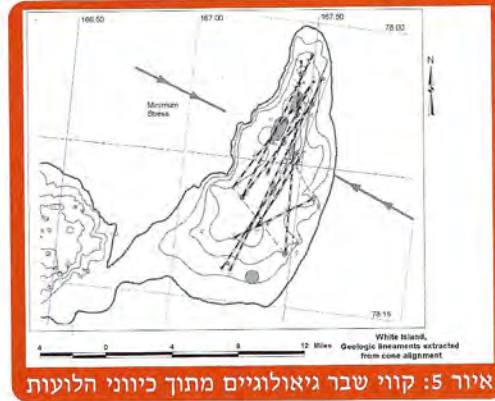 166.50
167.00
167.50
78.00
N
Minimum
Stress
78.15
4 0 4 8 12 Miles
White Island,
Geologic lineaments extracted
from cone alignment
איור 5: קווי שבר גיאולוגיים מתוך כיווני הלועות